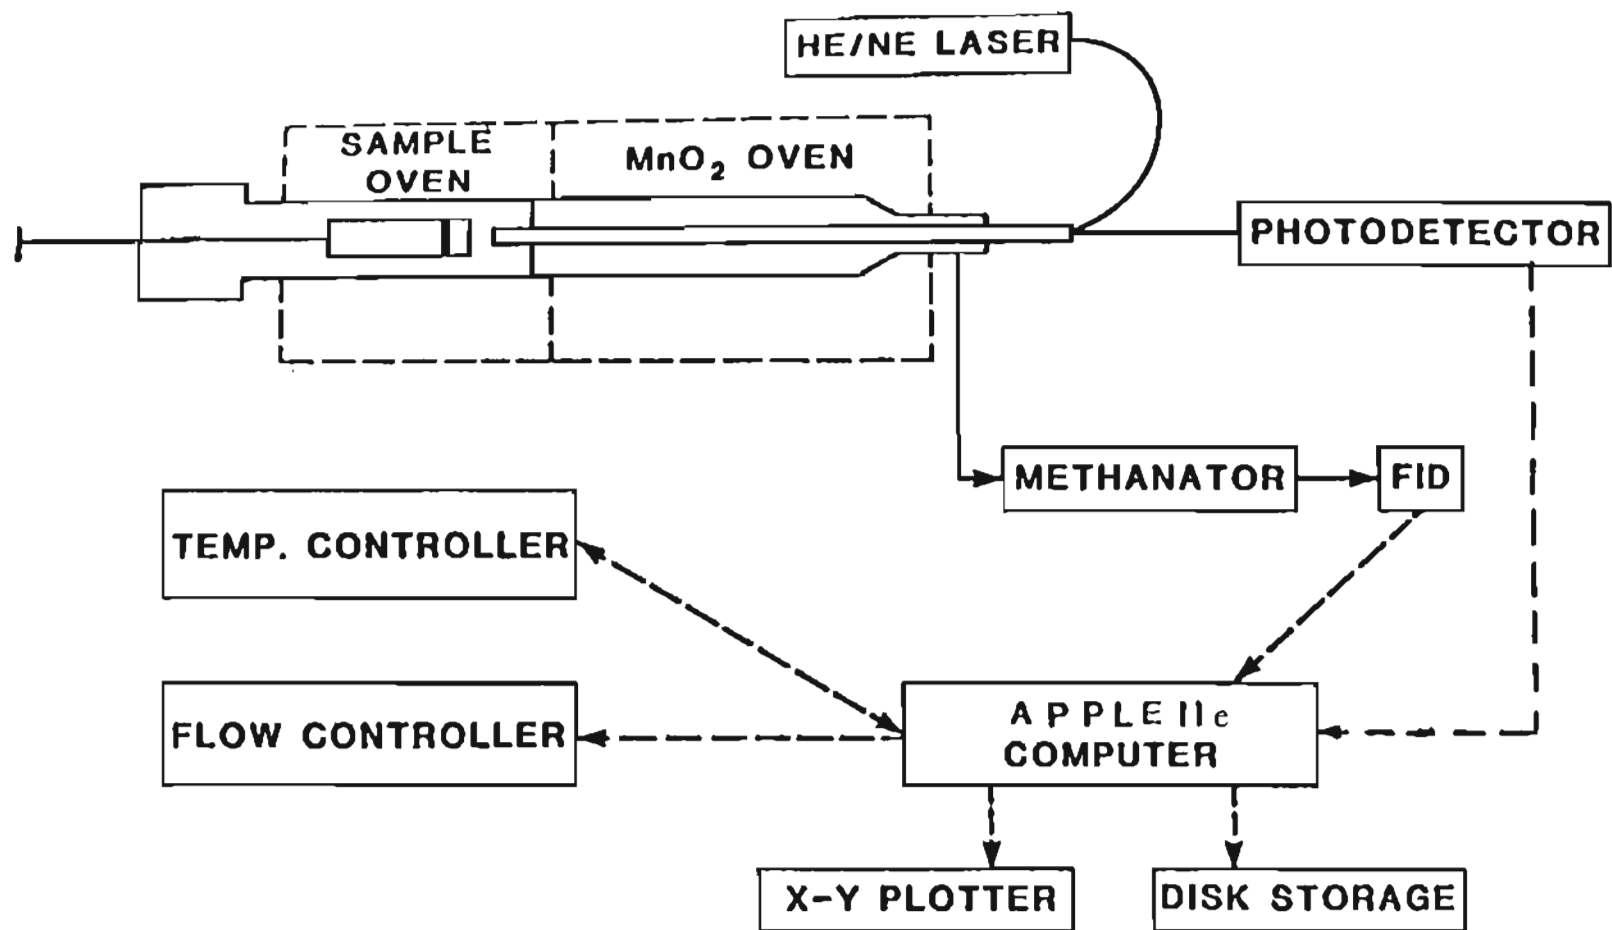 HE/NE LASER
SAMPLE
OVEN
MnO₂ OVEN
PHOTODETECTOR
METHANATOR
FID
TEMP. CONTROLLER
FLOW CONTROLLER
APPLE IIe
COMPUTER
X-Y PLOTTER
DISK STORAGE